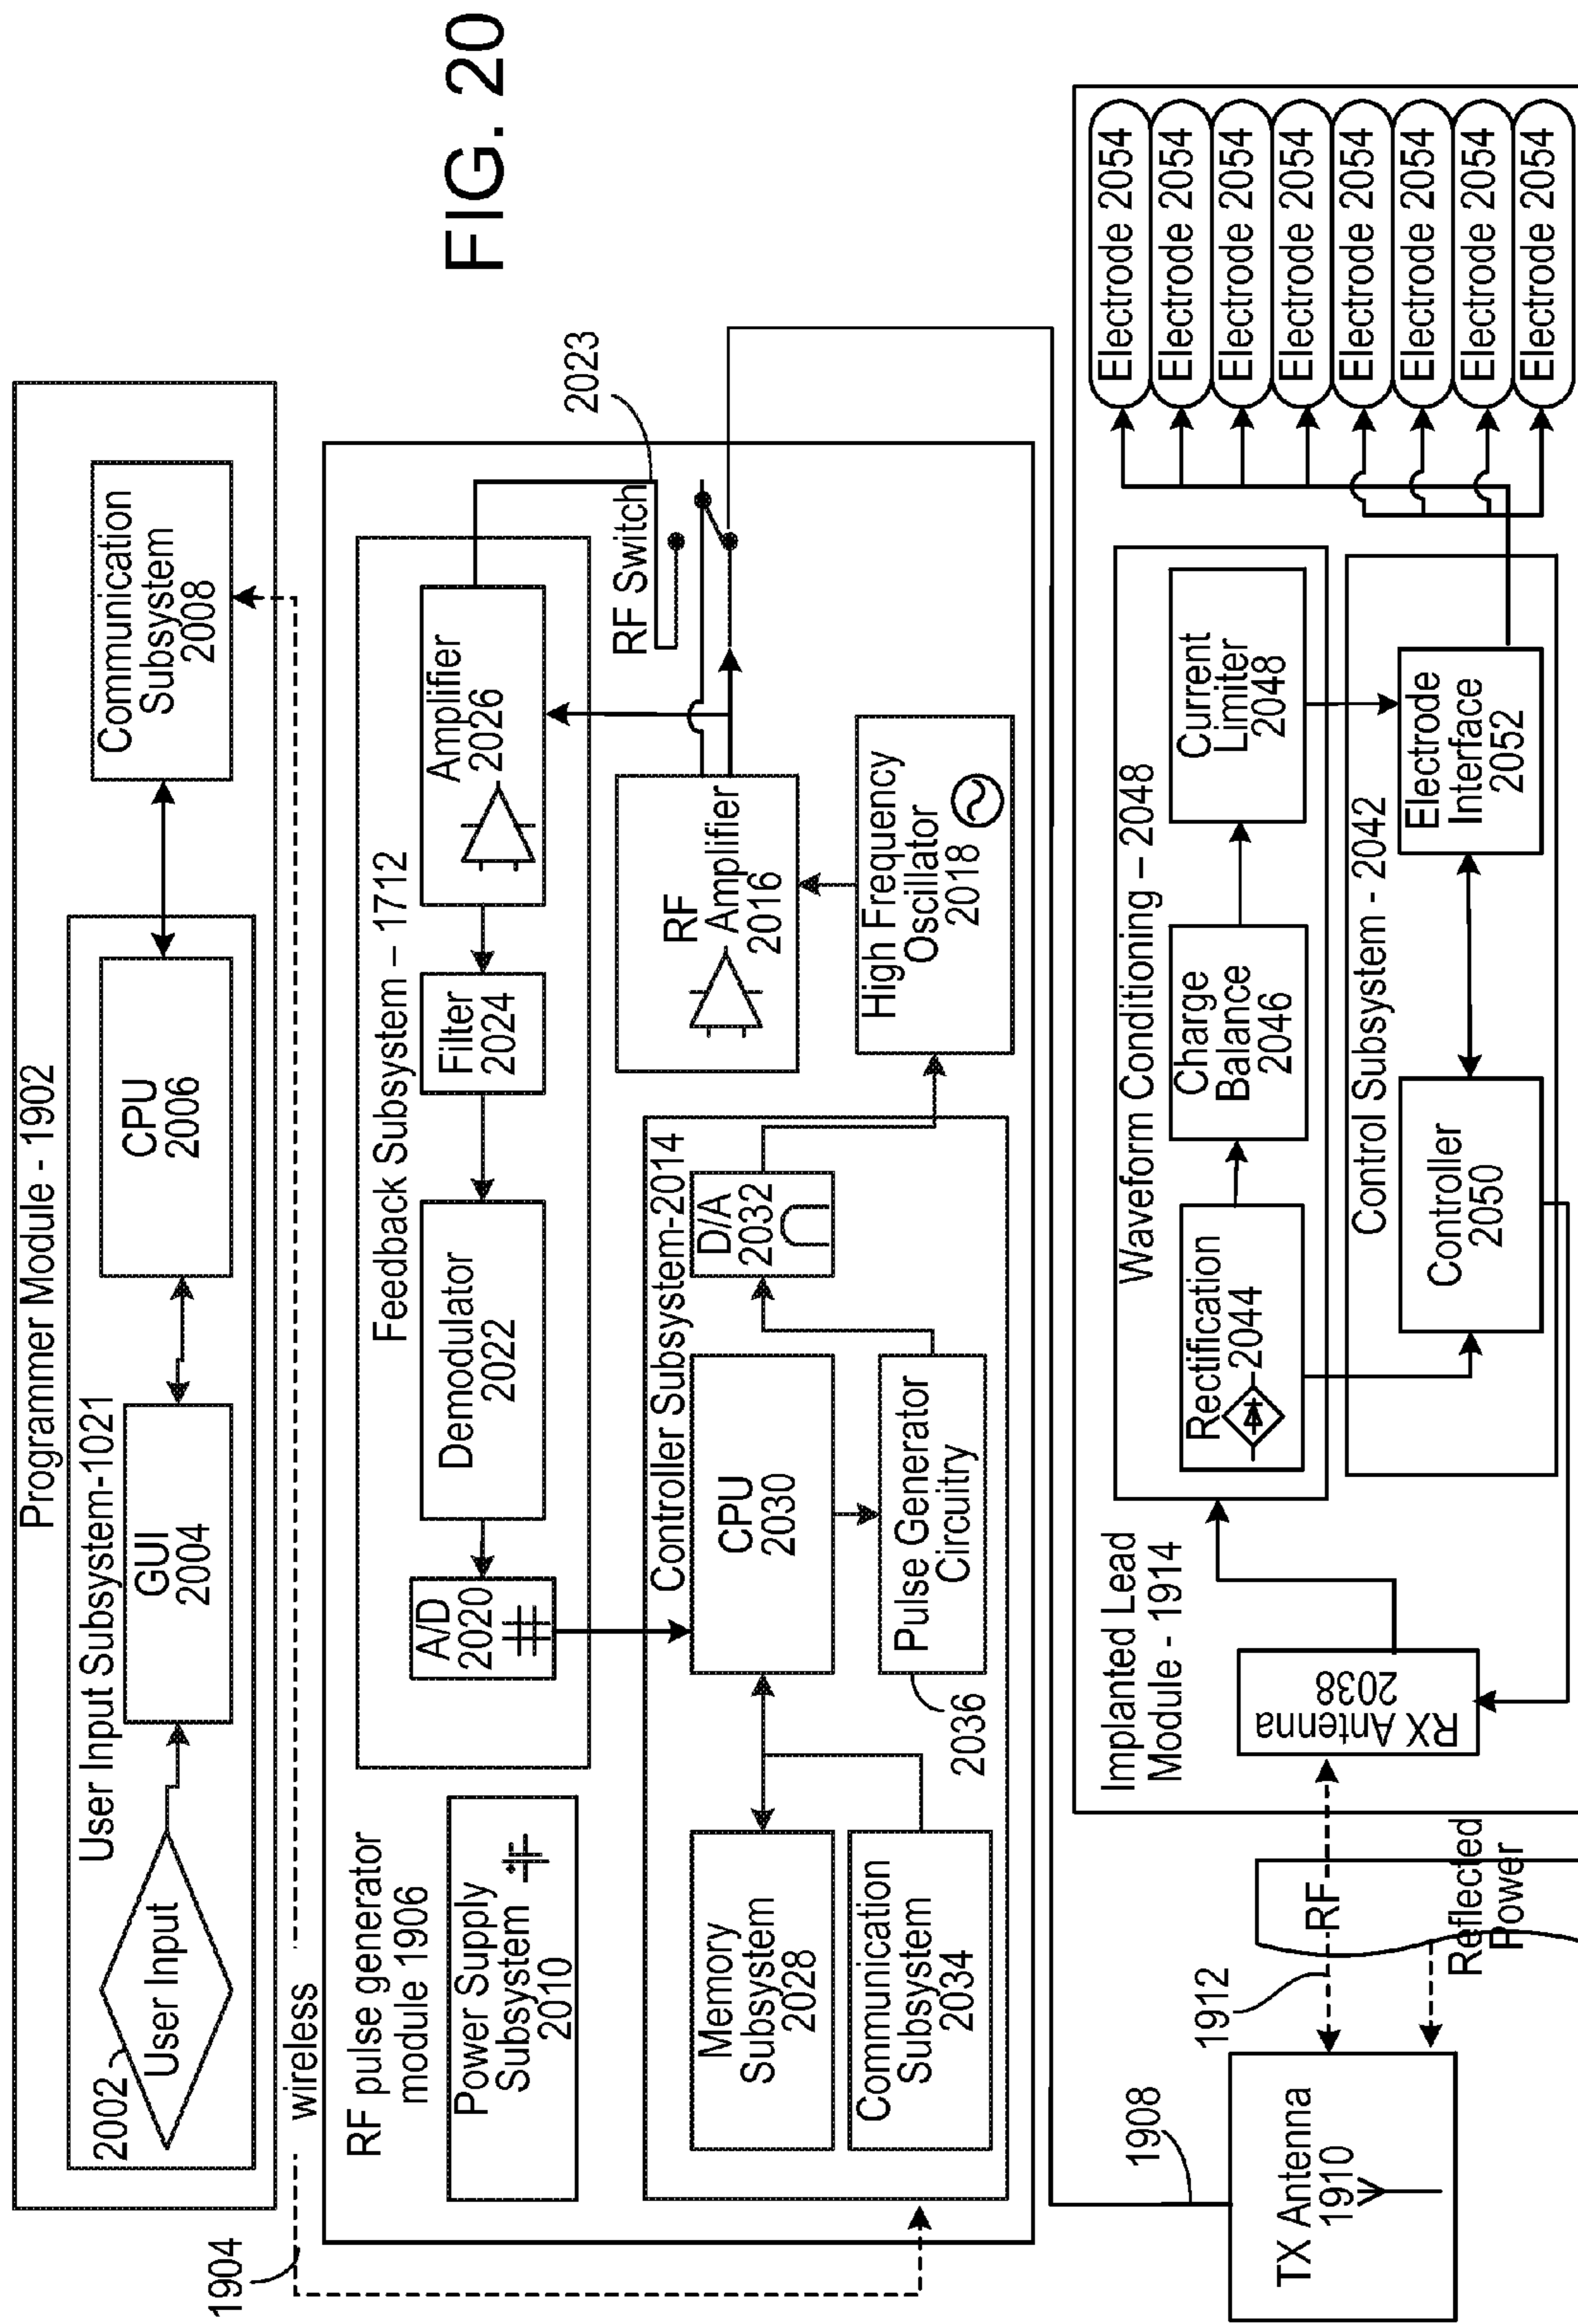 Programmer Module - 1902
User Input Subsystem-1021
2002
User Input
GUI
2004
CPU
2006
Communication
Subsystem
2008
1904
wireless
RF pulse generator
module 1906
Power Supply
Subsystem
2010
Feedback Subsystem – 1712
A/D
2020
Demodulator
2022
Filter
2024
Amplifier
2026
2023
RF Switch
Controller Subsystem-2014
Memory
Subsystem
2028
Communication
Subsystem
2034
CPU
2030
Pulse Generator
Circuitry
2036
D/A
2032
RF
Amplifier
2016
High Frequency
Oscillator
2018
FIG. 20
1908
TX Antenna
1910
1912
RF
Reflected
Power
Implanted Lead
Module - 1914
RX Antenna
2038
Waveform Conditioning – 2048
Rectification
2044
Charge
Balance
2046
Current
Limiter
2048
Control Subsystem - 2042
Controller
2050
Electrode
Interface
2052
Electrode 2054
Electrode 2054
Electrode 2054
Electrode 2054
Electrode 2054
Electrode 2054
Electrode 2054
Electrode 2054